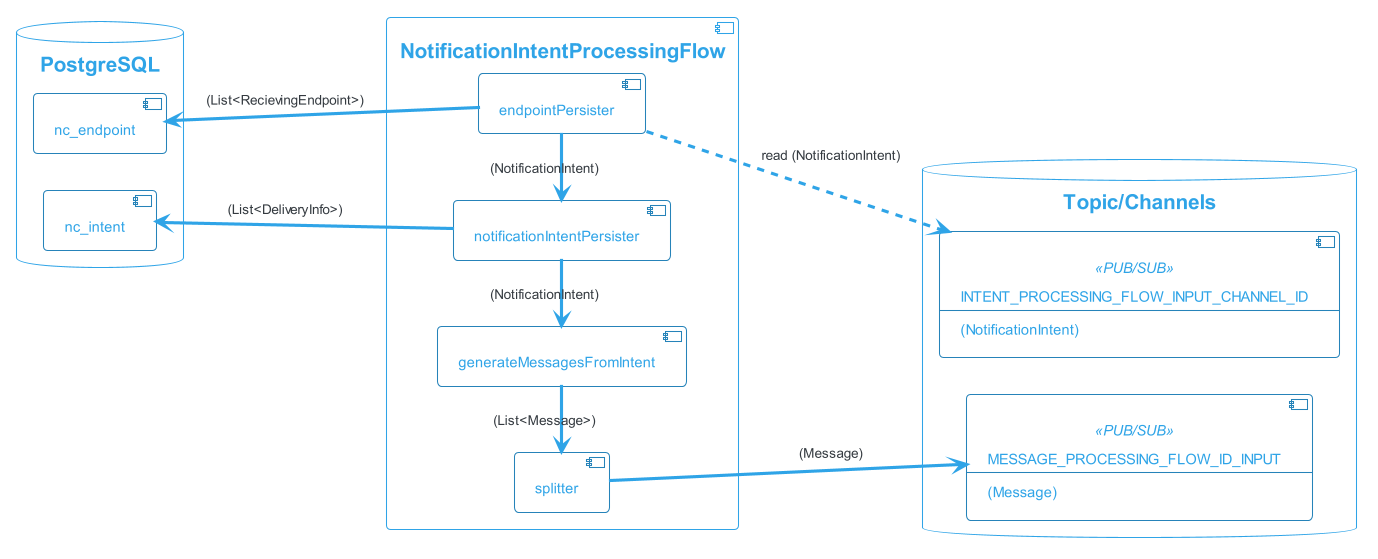 PostgreSQL
nc_endpoint
nc_intent
(List<RecievingEndpoint>)
(List<DeliveryInfo>)
NotificationIntentProcessingFlow
endpointPersister
(NotificationIntent)
notificationIntentPersister
(NotificationIntent)
generateMessagesFromIntent
(List<Message>)
splitter
read (NotificationIntent)
(Message)
Topic/Channels
«PUB/SUB»
INTENT_PROCESSING_FLOW_INPUT_CHANNEL_ID
(NotificationIntent)
«PUB/SUB»
MESSAGE_PROCESSING_FLOW_ID_INPUT
(Message)